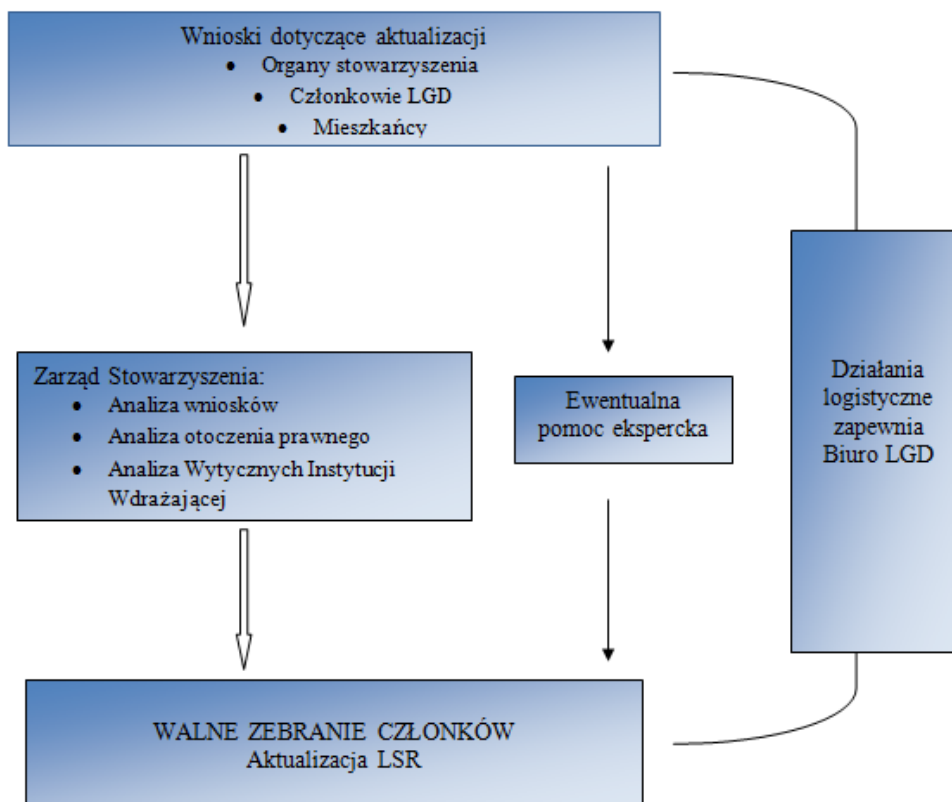 Wnioski dotyczące aktualizacji
• Organy stowarzyszenia
• Członkowie LGD
• Mieszkańcy
Zarząd Stowarzyszenia:
• Analiza wniosków
• Analiza otoczenia prawnego
• Analiza Wytycznych Instytucji
Wdrażającej
Ewentualna
pomoc ekspercka
Działania
logistyczne
zapewnia
Biuro LGD
WALNE ZEBRANIE CZŁONKÓW
Aktualizacja LSR